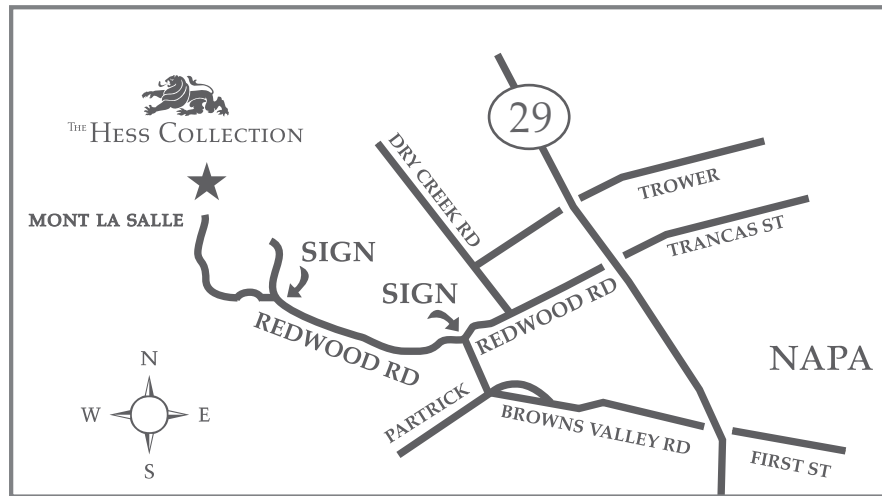 THE HESS COLLECTION
MONT LA SALLE
SIGN
REDWOOD RD
SIGN
DRY CREEK RD
29
TROWER
TRANCAS ST
REDWOOD RD
NAPA
PARTRICK
BROWNS VALLEY RD
FIRST ST
N
W
E
S